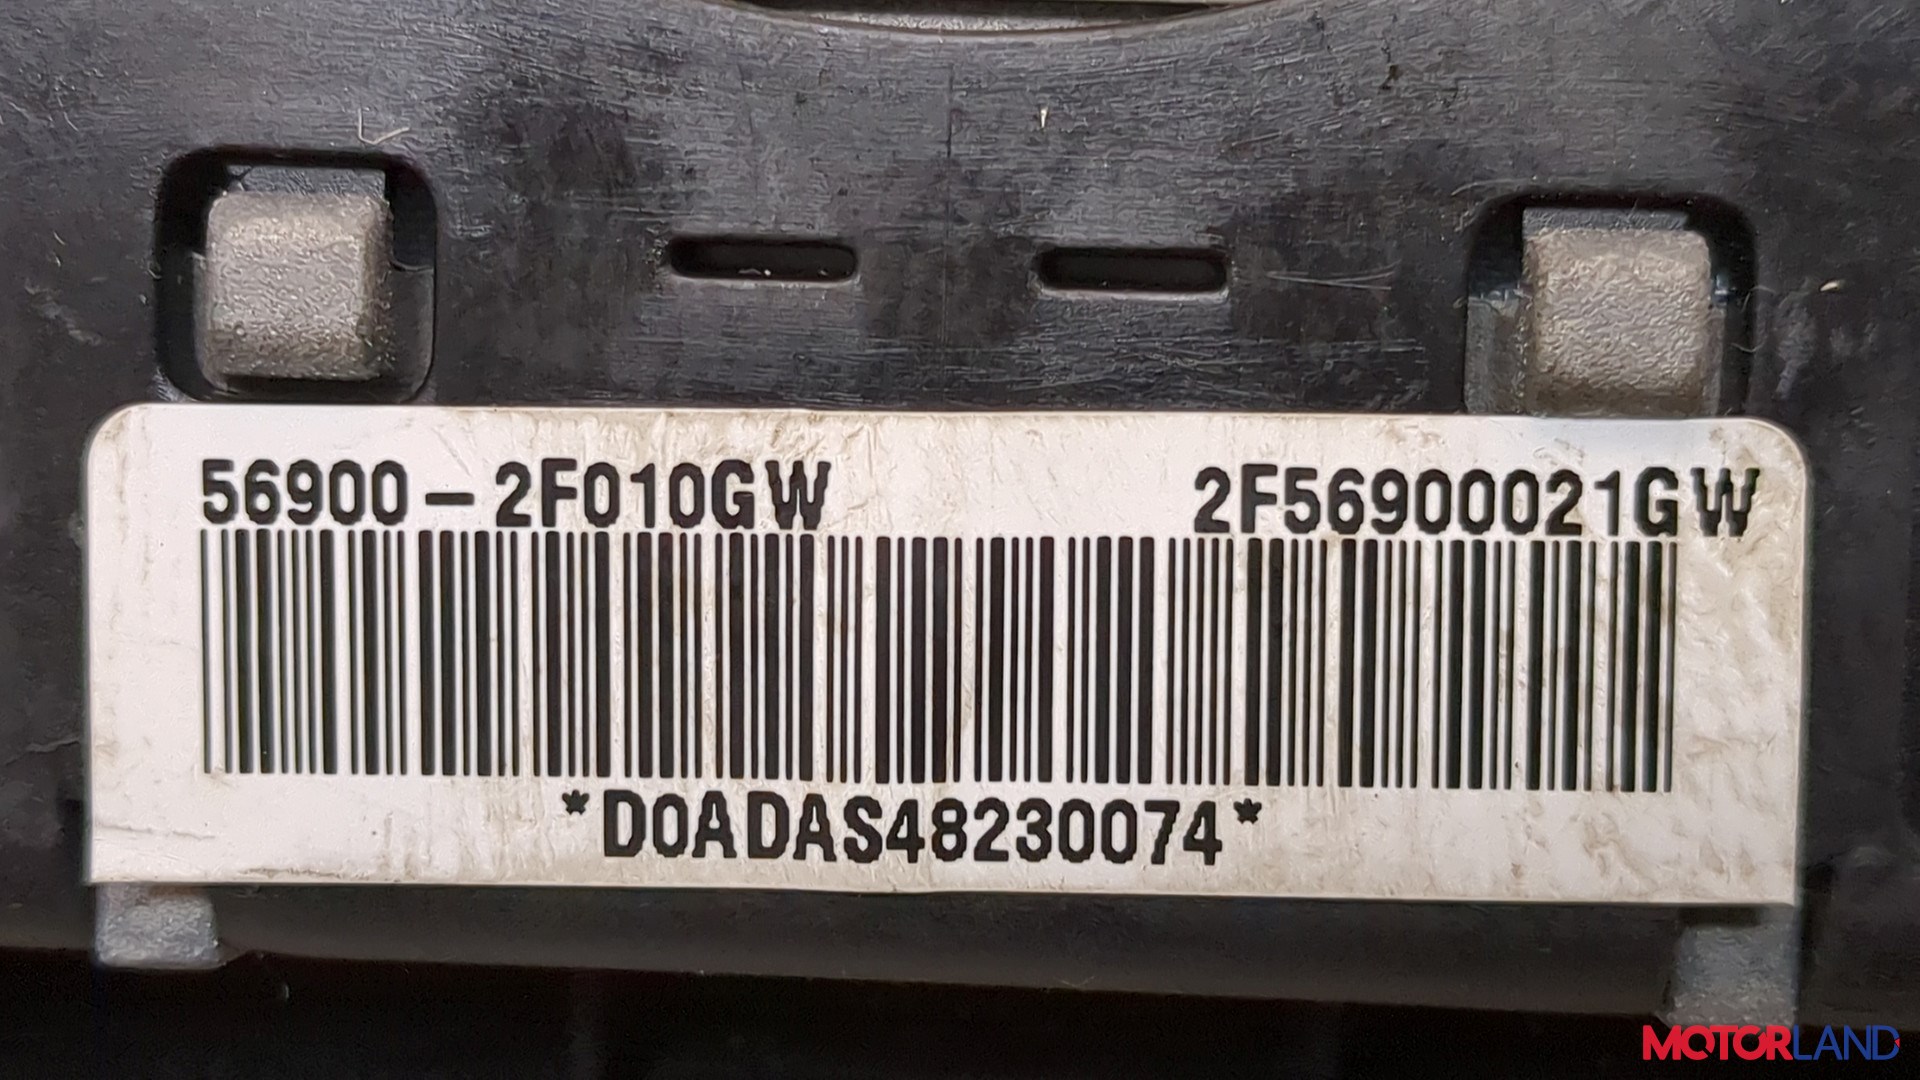 56900-2F010GW 2F56900021GW
*D0ADAS48230074*
MOTORLAND